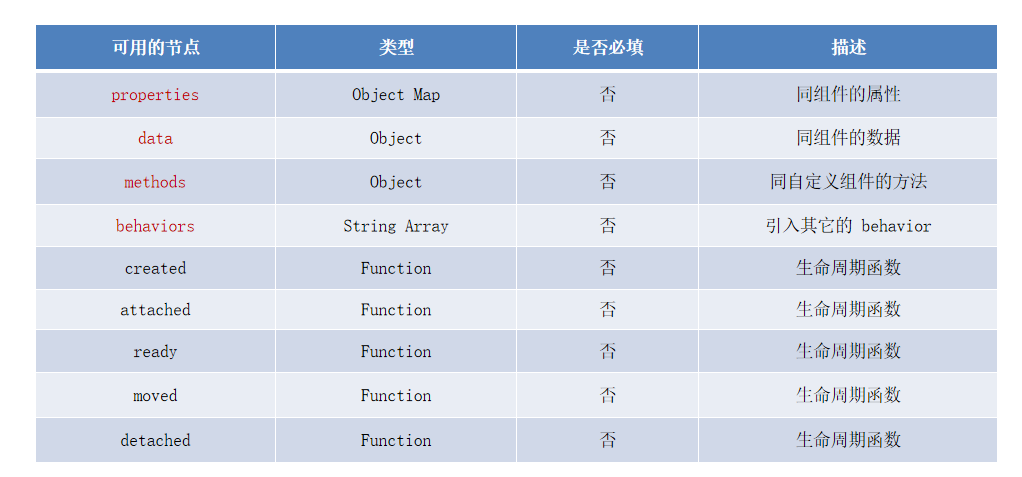 可用的节点 类型 是否必填 描述
properties Object Map 否 同组件的属性
data Object 否 同组件的数据
methods Object 否 同自定义组件的方法
behaviors String Array 否 引入其它的 behavior
created Function 否 生命周期函数
attached Function 否 生命周期函数
ready Function 否 生命周期函数
moved Function 否 生命周期函数
detached Function 否 生命周期函数